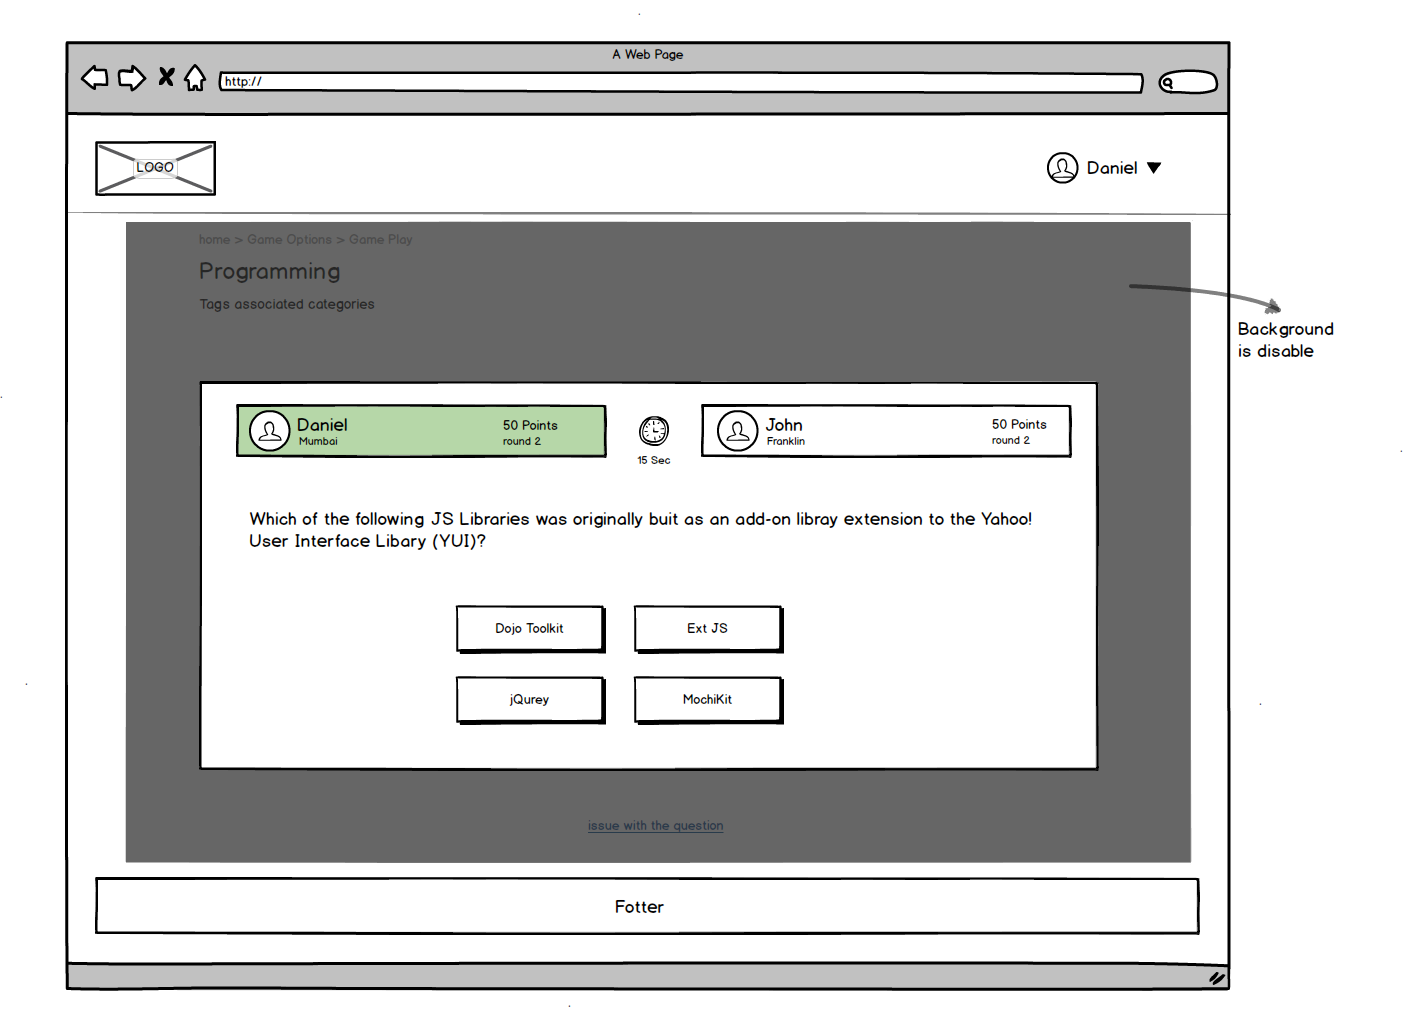 A Web Page
http://
LOGO
Daniel
home > Game Options > Game Play
Programming
Tags associated categories
Background
is disable
Daniel
Mumbai
50 Points
round 2
15 Sec
John
Franklin
50 Points
round 2
Which of the following JS Libraries was originally buit as an add-on libray extension to the Yahoo!
User Interface Libary (YUI)?
Dojo Toolkit
Ext JS
jQurey
MochiKit
issue with the question
Fotter